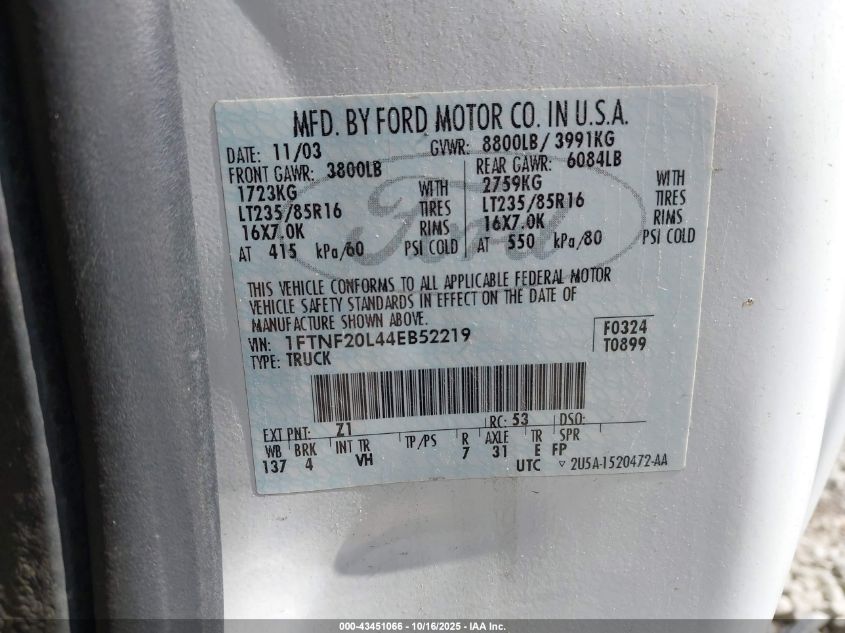 MFD. BY FORD MOTOR CO. IN U.S.A.
DATE: 11/03 GVWR: 8800LB/ 3991KG
FRONT GAWR: 3800LB REAR GAWR: 6084LB
1723KG WITH 2759KG WITH
LT235/85R16 TIRES LT235/85R16 TIRES
16X7.0K RIMS 16X7.0K RIMS
AT 415 kPa/60 PSI COLD AT 550 kPa/80 PSI COLD
Ford
THIS VEHICLE CONFORMS TO ALL APPLICABLE FEDERAL MOTOR
VEHICLE SAFETY STANDARDS IN EFFECT ON THE DATE OF
MANUFACTURE SHOWN ABOVE.
VIN: 1FTNF20L44EB52219 F0324
TYPE: TRUCK T0899
EXT PNT: Z1 RC: 53 DSO:
WB BRK INT TR TP/PS R AXLE TR SPR
137 4 VH 7 31 E FP
UTC ▿ 2U5A-1520472-AA
000-43451066 - 10/16/2025 - IAA Inc.